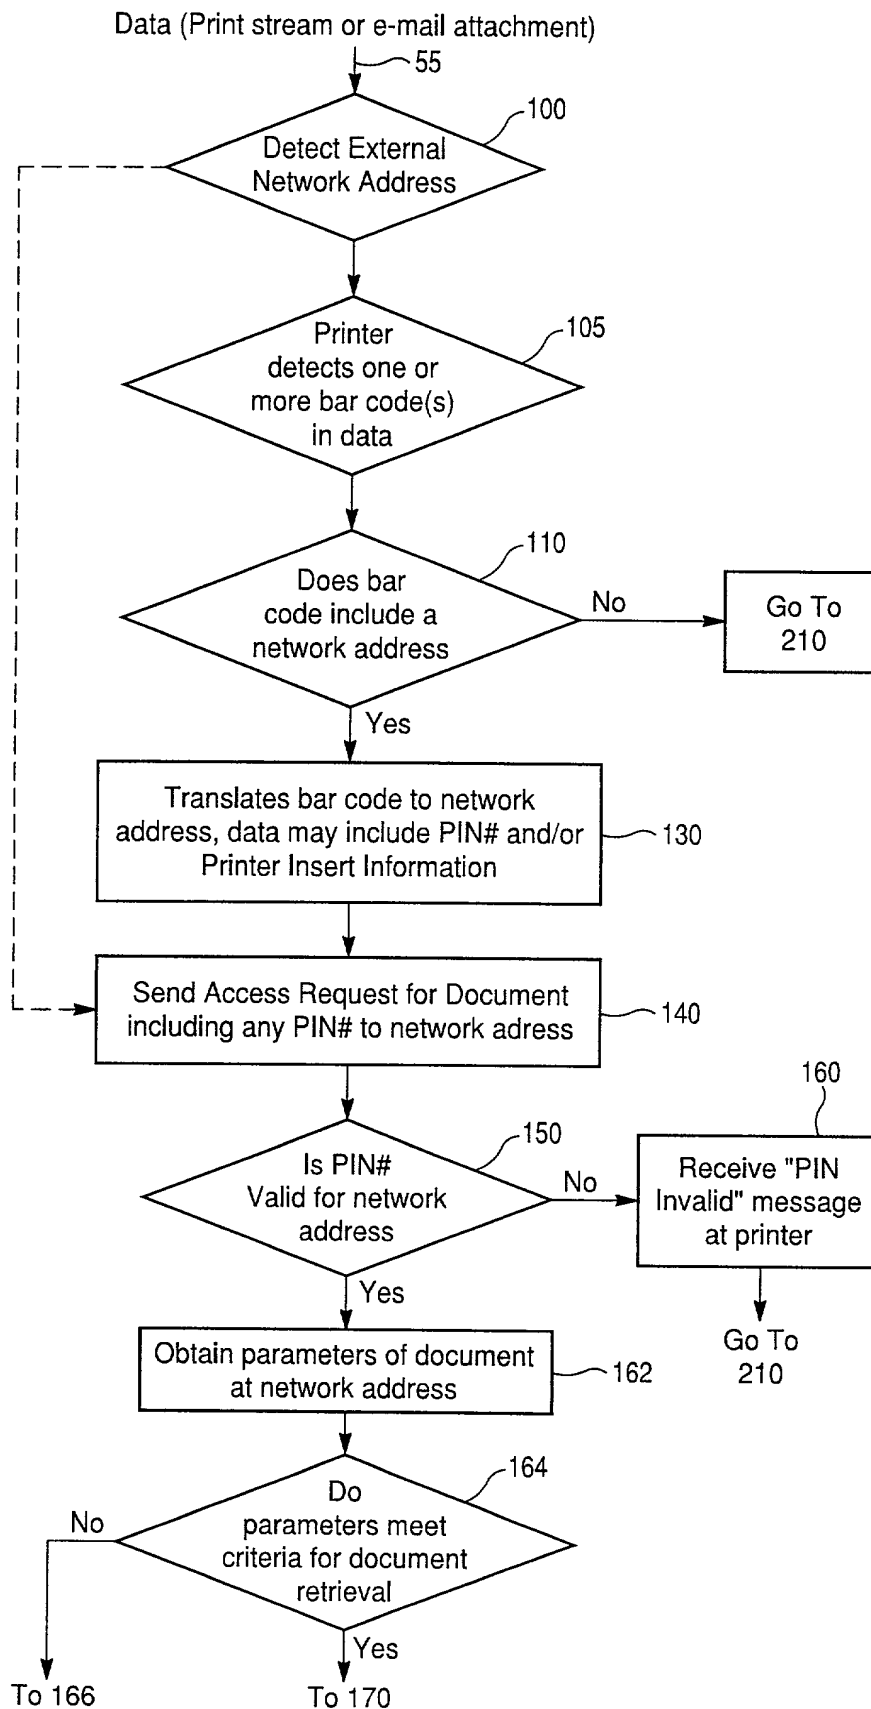 Data (Print stream or e-mail attachment)
55
100
Detect External
Network Address
105
Printer
detects one or
more bar code(s)
in data
110
Does bar
code include a
network address
No
Go To
210
Yes
Translates bar code to network
address, data may include PIN# and/or
Printer Insert Information
130
Send Access Request for Document
including any PIN# to network adress
140
150
Is PIN#
Valid for network
address
No
160
Receive "PIN
Invalid" message
at printer
Go To
210
Yes
Obtain parameters of document
at network address
162
164
Do
parameters meet
criteria for document
retrieval
No
Yes
To 166
To 170